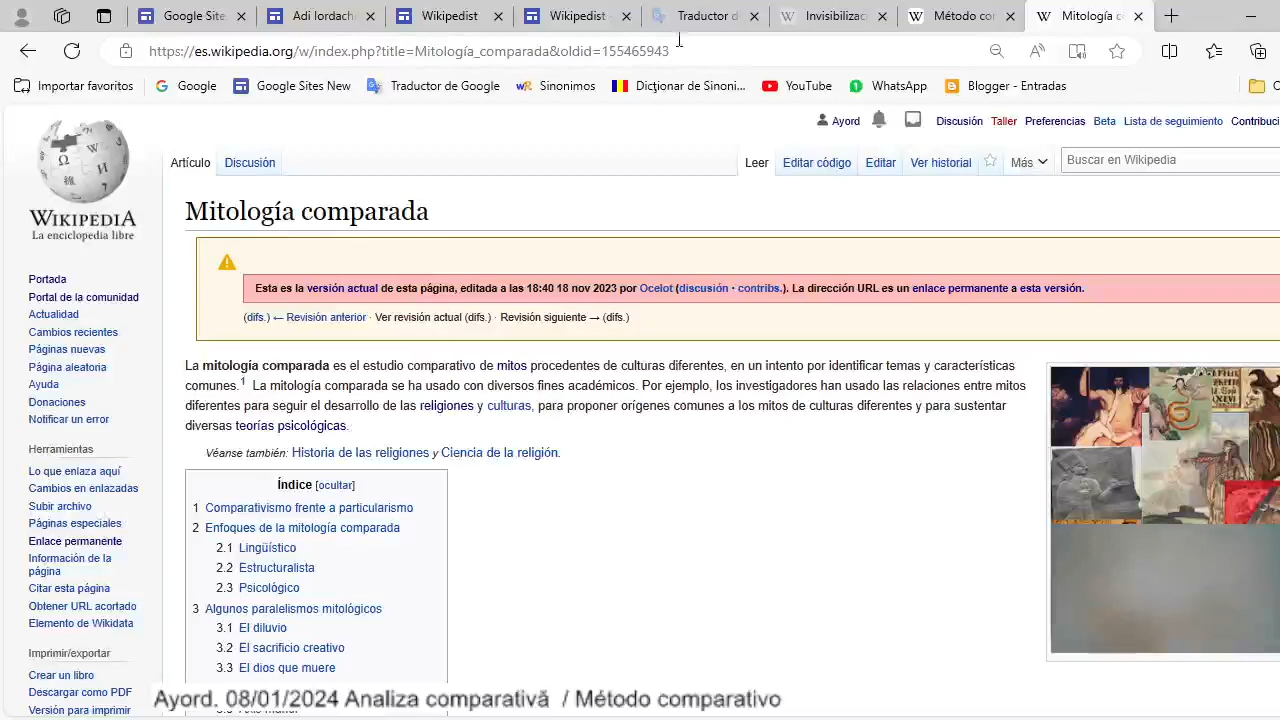 Google Site
Adi Iordach
Wikipedist
Wikipedist
Traductor d
Invisibiliza
Método co
Mitología c
https://es.wikipedia.org/w/index.php?title=Mitología_comparada&oldid=155465943
Importar favoritos
Google
Google Sites New
Traductor de Google
Sinonimos
Dicţionar de Sinoni...
YouTube
WhatsApp
Blogger - Entradas
Ayord
Discusión
Taller
Preferencias
Beta
Lista de seguimiento
Contribuci
Artículo
Discusión
Leer
Editar código
Editar
Ver historial
Más
Buscar en Wikipedia
WIKIPEDIA
La enciclopedia libre
Mitología comparada
Esta es la versión actual de esta página, editada a las 18:40 18 nov 2023 por Ocelot (discusión · contribs.). La dirección URL es un enlace permanente a esta versión.
(difs.) ← Revisión anterior · Ver revisión actual (difs.) · Revisión siguiente → (difs.)
Portada
Portal de la comunidad
Actualidad
Cambios recientes
Páginas nuevas
Página aleatoria
Ayuda
Donaciones
Notificar un error
Herramientas
Lo que enlaza aquí
Cambios en enlazadas
Subir archivo
Páginas especiales
Enlace permanente
Información de la
página
Citar esta página
Obtener URL acortado
Elemento de Wikidata
Imprimir/exportar
Crear un libro
Descargar como PDF
Versión para imprimir
La mitología comparada es el estudio comparativo de mitos procedentes de culturas diferentes, en un intento por identificar temas y características
comunes.1 La mitología comparada se ha usado con diversos fines académicos. Por ejemplo, los investigadores han usado las relaciones entre mitos
diferentes para seguir el desarrollo de las religiones y culturas, para proponer orígenes comunes a los mitos de culturas diferentes y para sustentar
diversas teorías psicológicas.
Véanse también: Historia de las religiones y Ciencia de la religión.
Índice [ocultar]
1 Comparativismo frente a particularismo
2 Enfoques de la mitología comparada
2.1 Lingüístico
2.2 Estructuralista
2.3 Psicológico
3 Algunos paralelismos mitológicos
3.1 El diluvio
3.2 El sacrificio creativo
3.3 El dios que muere
Ayord. 08/01/2024 Analiza comparativă / Método comparativo